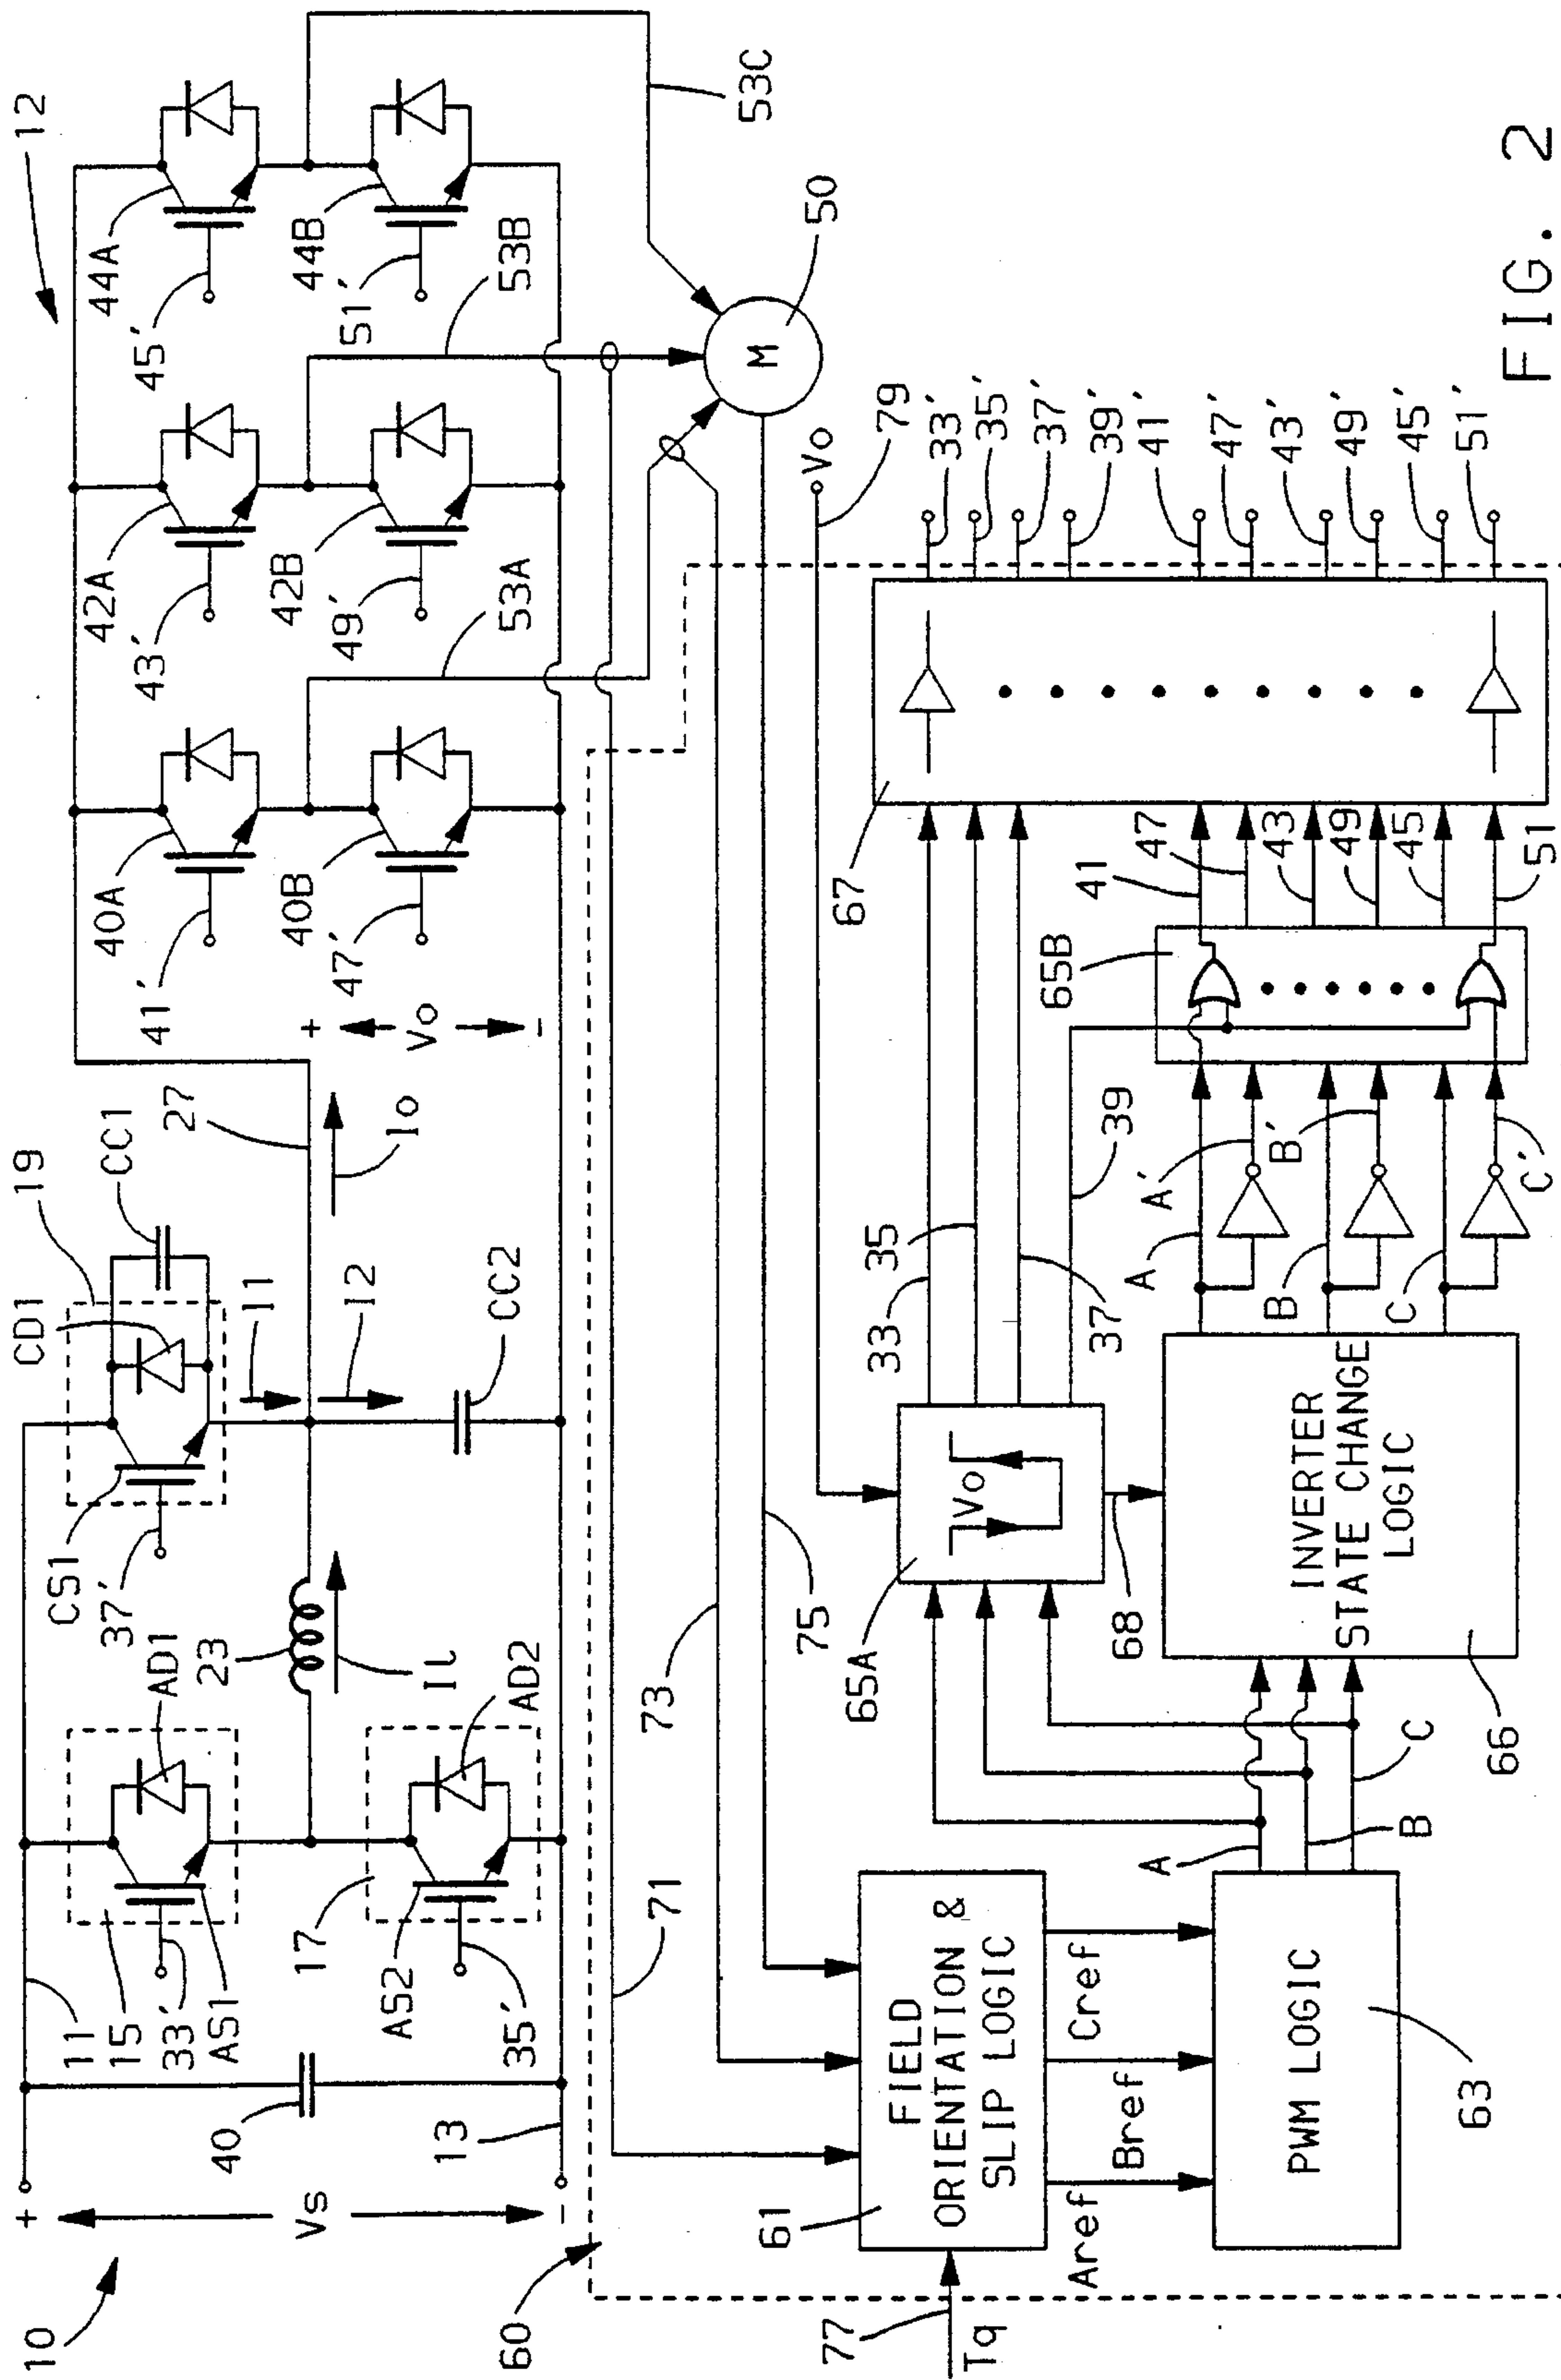 10
+
Vs
-
11
15
33'
AS1
40
13
17
AS2
35'
AD1
AD2
23
Il
CS1
37'
CD1
19
CC1
I1
I2
CC2
27
Io
+
Vo
-
12
40A
41'
40B
47'
42A
43'
42B
49'
44A
45'
44B
51'
53A
53B
53C
M
50
60
71
73
75
79
Vo
77
Tq
61
FIELD
ORIENTATION &
SLIP LOGIC
Aref
Bref
Cref
PWM LOGIC
63
A
B
C
65A
Vo
68
INVERTER
STATE CHANGE
LOGIC
66
33
35
37
39
A
A'
B
B'
C
C'
65B
41
47
43
49
45
51
67
33'
35'
37'
39'
41'
47'
43'
49'
45'
51'
FIG. 2